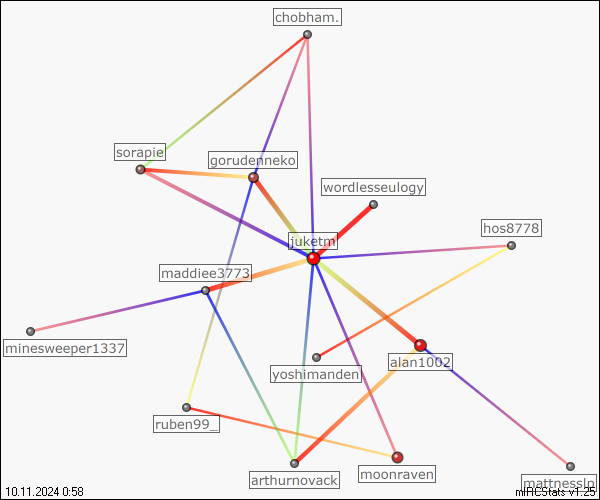 chobham.
sorapie
gorudenneko
wordlesseulogy
hos8778
juketm
maddiee3773
minesweeper1337
alan1002
yoshimanden
ruben99_
moonraven
arthurnovack
mattnessIn
10.11.2024 0:58
mIRCStats v1.25